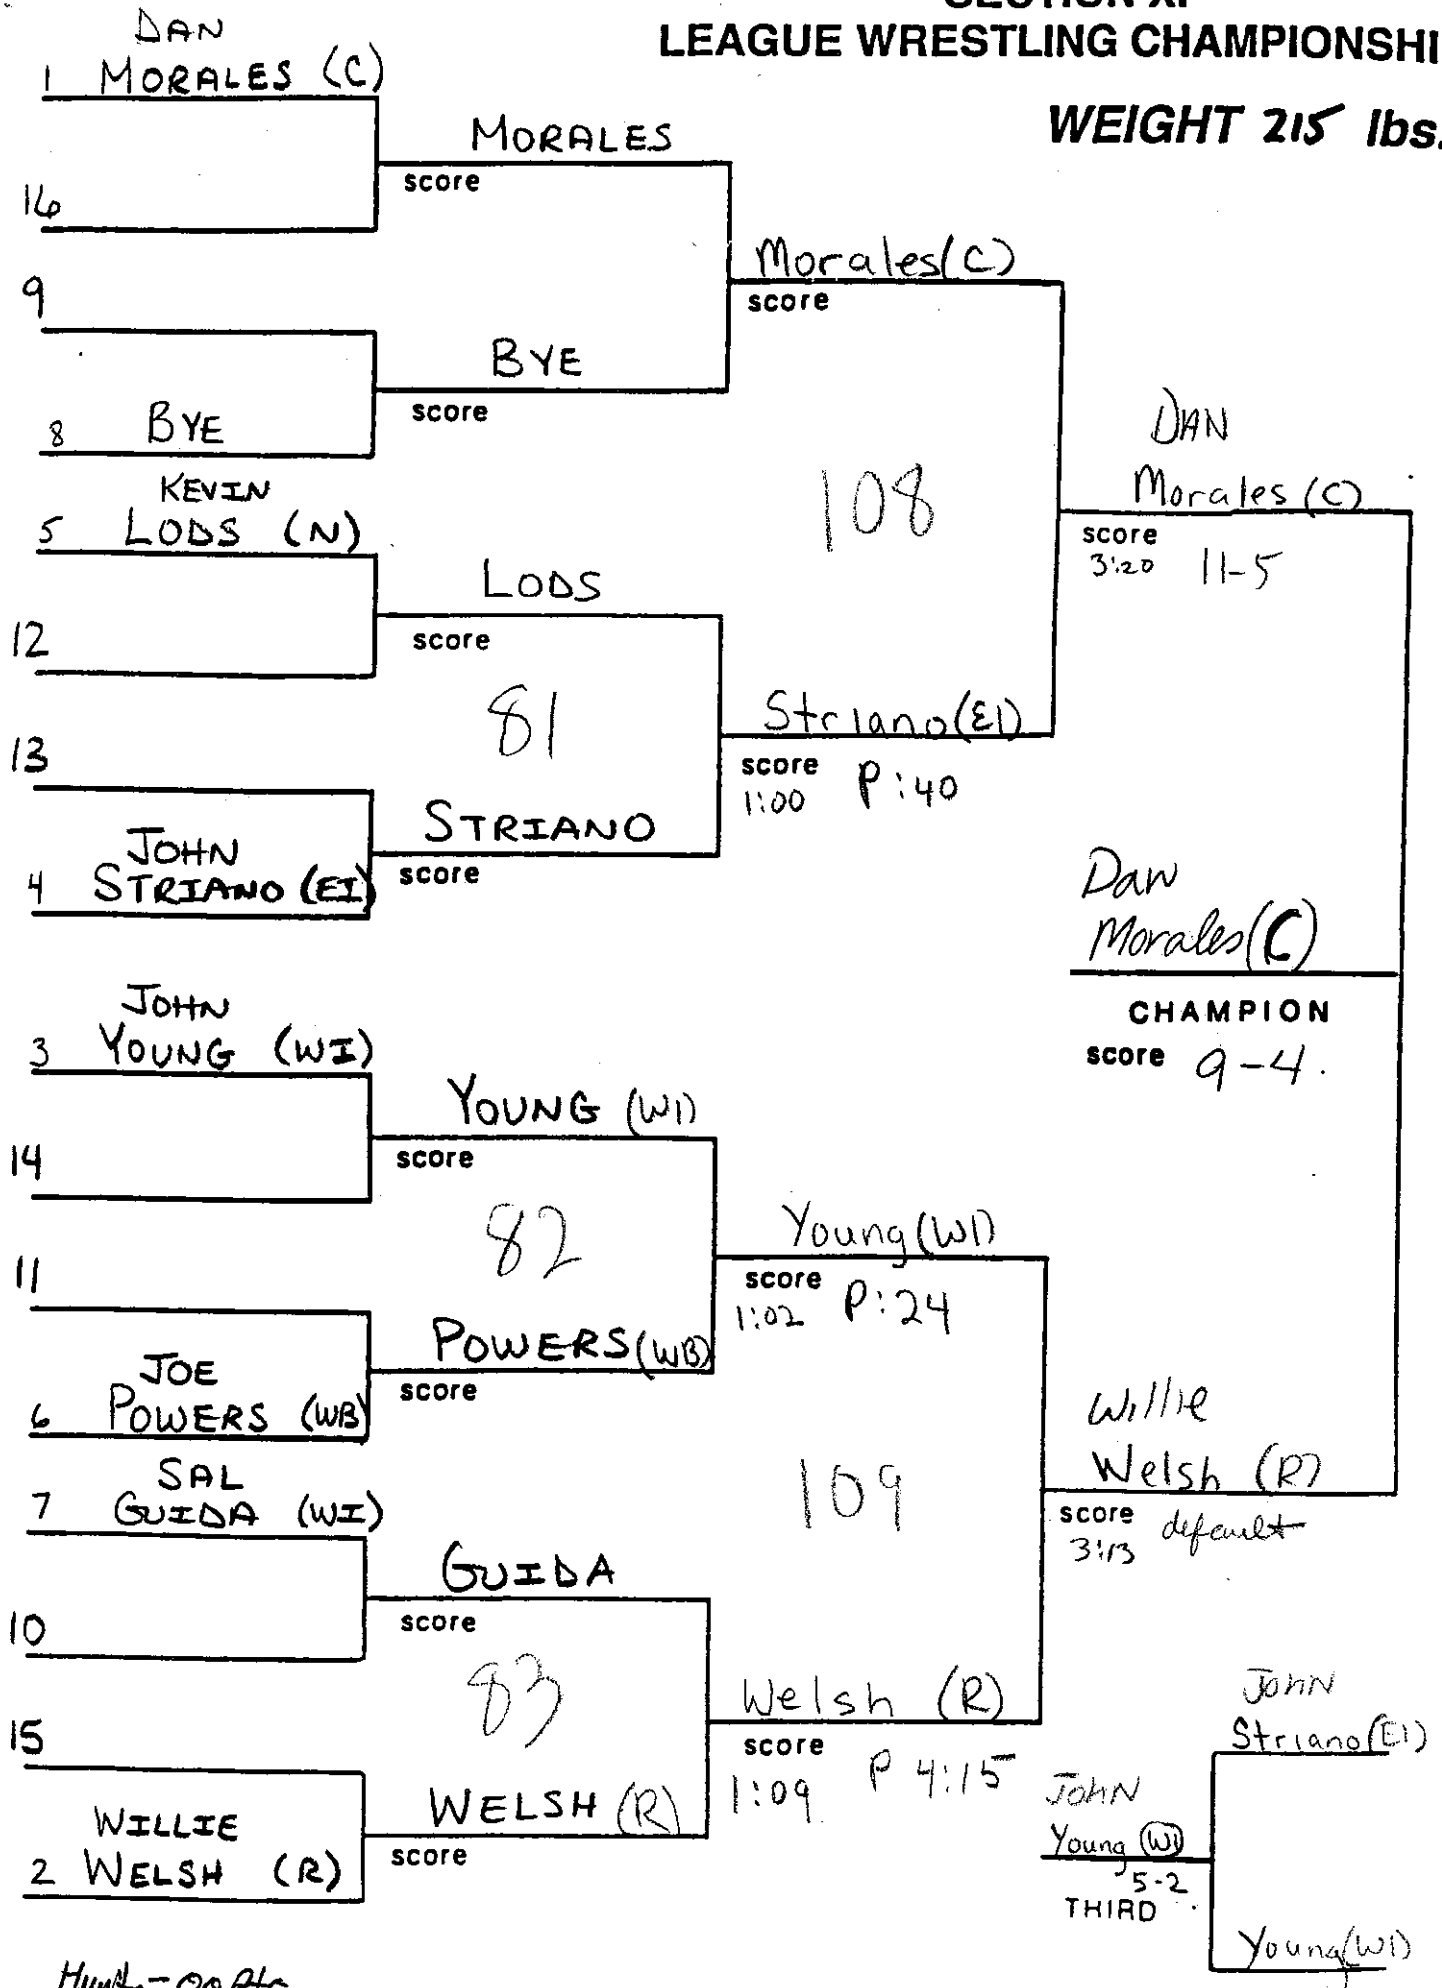 LEAGUE WRESTLING CHAMPIONSHI
WEIGHT 215 lbs.
DAN
1 MORALES (C)
MORALES
score
16
Morales (C)
score
9
BYE
score
8 BYE
DAN
Morales (C)
score
3:20 11-5
108
KEVIN
5 LODS (N)
LODS
score
12
81
Striano (EI)
score
1:00 P :40
13
STRIANO
score
JOHN
4 STRIANO (EI)
Dan
Morales (C)
CHAMPION
score 9-4.
JOHN
3 YOUNG (WI)
YOUNG (WI)
score
14
82
Young (WI)
score
1:02 P :24
11
POWERS (WB)
score
JOE
6 POWERS (WB)
Willie
Welsh (R)
score default
3:13
109
SAL
7 GUIDA (WI)
GUIDA
score
10
83
Welsh (R)
score
1:09 P 4:15
15
WELSH (R)
score
WILLIE
2 WELSH (R)
John
Striano (EI)
John
Young (WI)
5-2
THIRD
Young (WI)